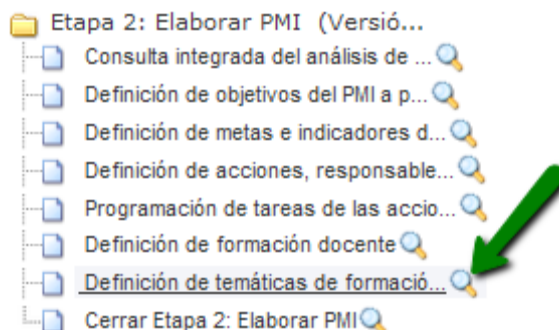 Etapa 2: Elaborar PMI (Versió...
Consulta integrada del análisis de ...
Definición de objetivos del PMI a p...
Definición de metas e indicadores d...
Definición de acciones, responsable...
Programación de tareas de las accio...
Definición de formación docente
Definición de temáticas de formació...
Cerrar Etapa 2: Elaborar PMI